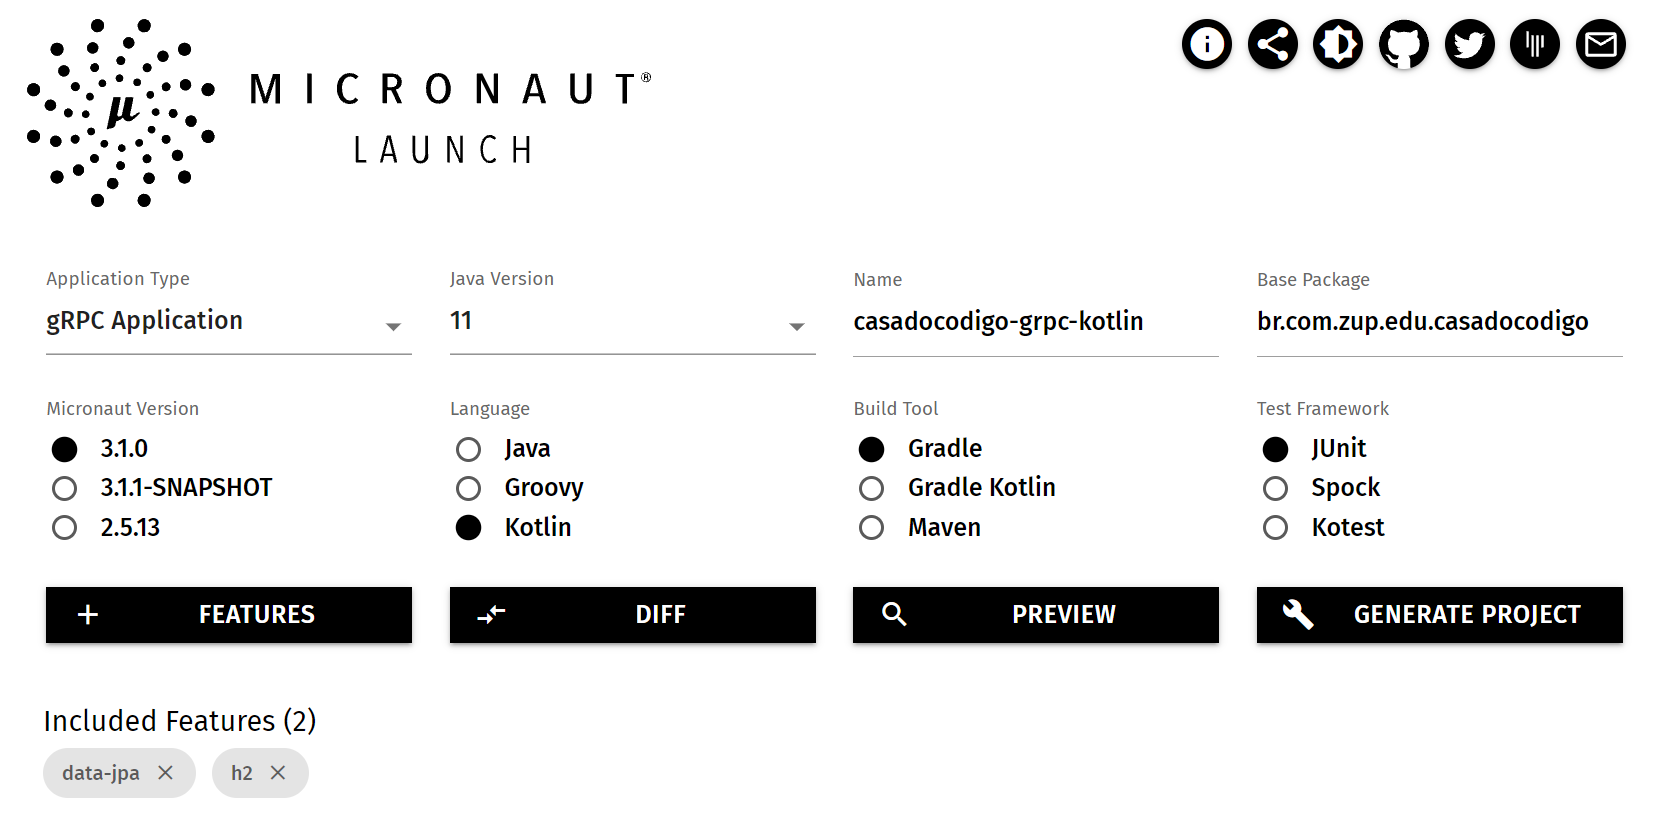 µ
MICRONAUT®
LAUNCH
Application Type
gRPC Application
Java Version
11
Name
casadocodigo-grpc-kotlin
Base Package
br.com.zup.edu.casadocodigo
Micronaut Version
3.1.0
3.1.1-SNAPSHOT
2.5.13
Language
Java
Groovy
Kotlin
Build Tool
Gradle
Gradle Kotlin
Maven
Test Framework
JUnit
Spock
Kotest
FEATURES
DIFF
PREVIEW
GENERATE PROJECT
Included Features (2)
data-jpa
h2